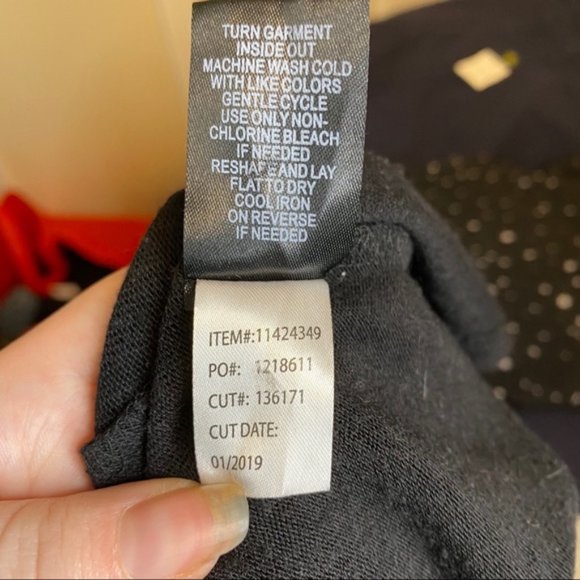 TURN GARMENT
INSIDE OUT
MACHINE WASH COLD
WITH LIKE COLORS
GENTLE CYCLE
USE ONLY NON-
CHLORINE BLEACH
IF NEEDED
RESHAPE AND LAY
FLAT TO DRY
COOL IRON
ON REVERSE
IF NEEDED
ITEM#:11424349
PO#: 1218611
CUT#: 136171
CUT DATE:
01/2019